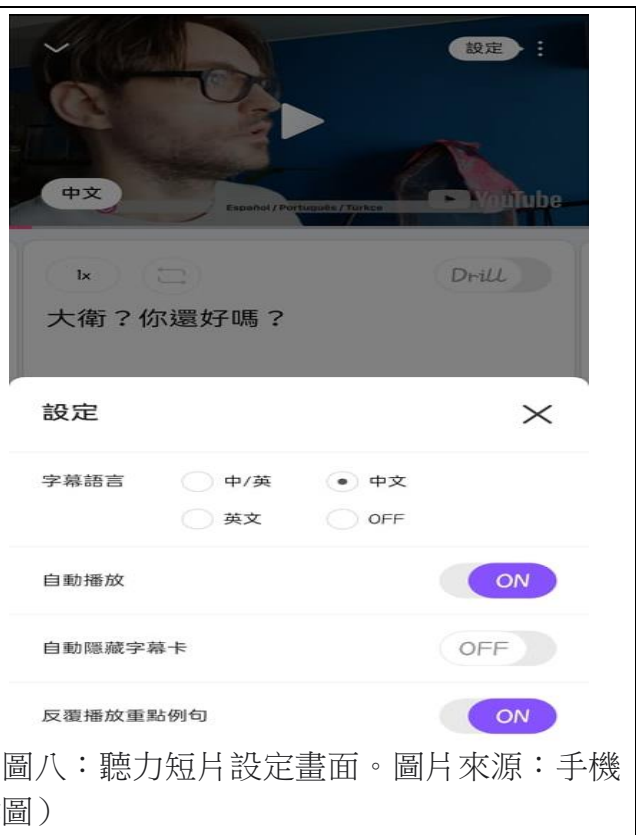 設定
中文
Español / Português / Türkçe
YouTube
1x
Drill
大衛？你還好嗎？
設定
字幕語言
中/英
中文
英文
OFF
自動播放
ON
自動隱藏字幕卡
OFF
反覆播放重點例句
ON
圖八：聽力短片設定畫面。圖片來源：手機
圖）